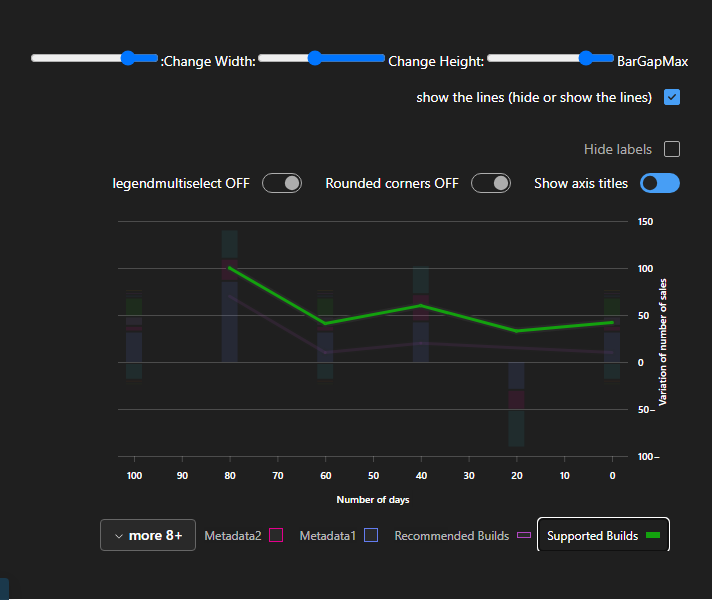 :Change Width: Change Height: BarGapMax
show the lines (hide or show the lines)
Hide labels
legendmultiselect OFF Rounded corners OFF Show axis titles
150
100
50
0
50–
100–
Variation of number of sales
100 90 80 70 60 50 40 30 20 10 0
Number of days
more 8+ Metadata2 Metadata1 Recommended Builds Supported Builds